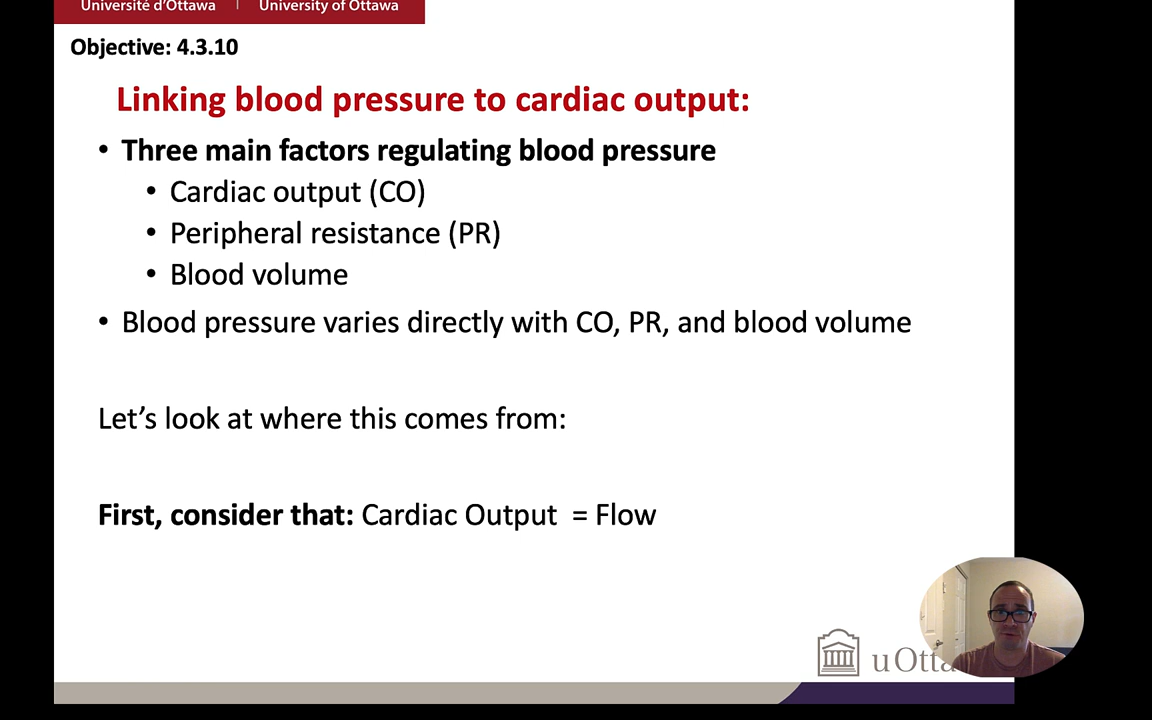 Université d'Ottawa | University of Ottawa
Objective: 4.3.10
Linking blood pressure to cardiac output:
• Three main factors regulating blood pressure
• Cardiac output (CO)
• Peripheral resistance (PR)
• Blood volume
• Blood pressure varies directly with CO, PR, and blood volume
Let's look at where this comes from:
First, consider that: Cardiac Output = Flow